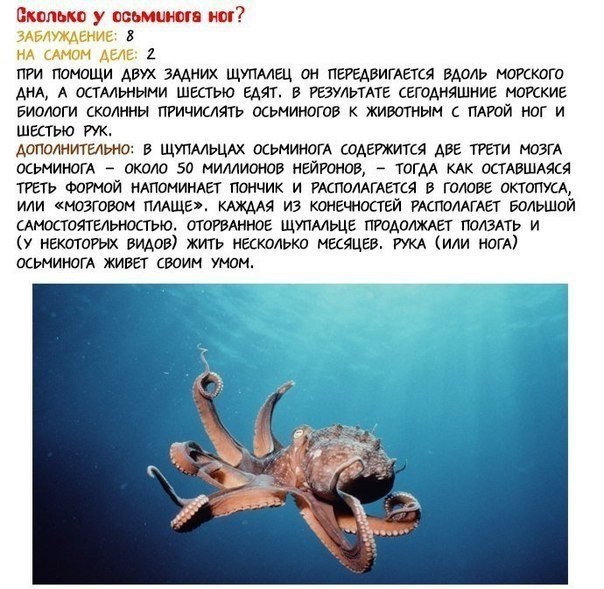 Сколько у осьминога ног?
ЗАБЛУЖДЕНИЕ: 8
НА САМОМ ДЕЛЕ: 2
ПРИ ПОМОЩИ ДВУХ ЗАДНИХ ЩУПАЛЕЦ ОН ПЕРЕДВИГАЕТСЯ ВДОЛЬ МОРСКОГО
ДНА, А ОСТАЛЬНЫМИ ШЕСТЬЮ ЕДЯТ. В РЕЗУЛЬТАТЕ СЕГОДНЯШНИЕ МОРСКИЕ
БИОЛОГИ СКОЛННЫ ПРИЧИСЛЯТЬ ОСЬМИНОГОВ К ЖИВОТНЫМ С ПАРОЙ НОГ И
ШЕСТЬЮ РУК.
ДОПОЛНИТЕЛЬНО: В ЩУПАЛЬЦАХ ОСЬМИНОГА СОДЕРЖИТСЯ ДВЕ ТРЕТИ МОЗГА
ОСЬМИНОГА – ОКОЛО 50 МИЛЛИОНОВ НЕЙРОНОВ, – ТОГДА КАК ОСТАВШАЯСЯ
ТРЕТЬ ФОРМОЙ НАПОМИНАЕТ ПОНЧИК И РАСПОЛАГАЕТСЯ В ГОЛОВЕ ОКТОПУСА,
ИЛИ «МОЗГОВОМ ПЛАЩЕ». КАЖДАЯ ИЗ КОНЕЧНОСТЕЙ РАСПОЛАГАЕТ БОЛЬШОЙ
САМОСТОЯТЕЛЬНОСТЬЮ. ОТОРВАННОЕ ЩУПАЛЬЦЕ ПРОДОЛЖАЕТ ПОЛЗАТЬ И
(У НЕКОТОРЫХ ВИДОВ) ЖИТЬ НЕСКОЛЬКО МЕСЯЦЕВ. РУКА (ИЛИ НОГА)
ОСЬМИНОГА ЖИВЕТ СВОИМ УМОМ.